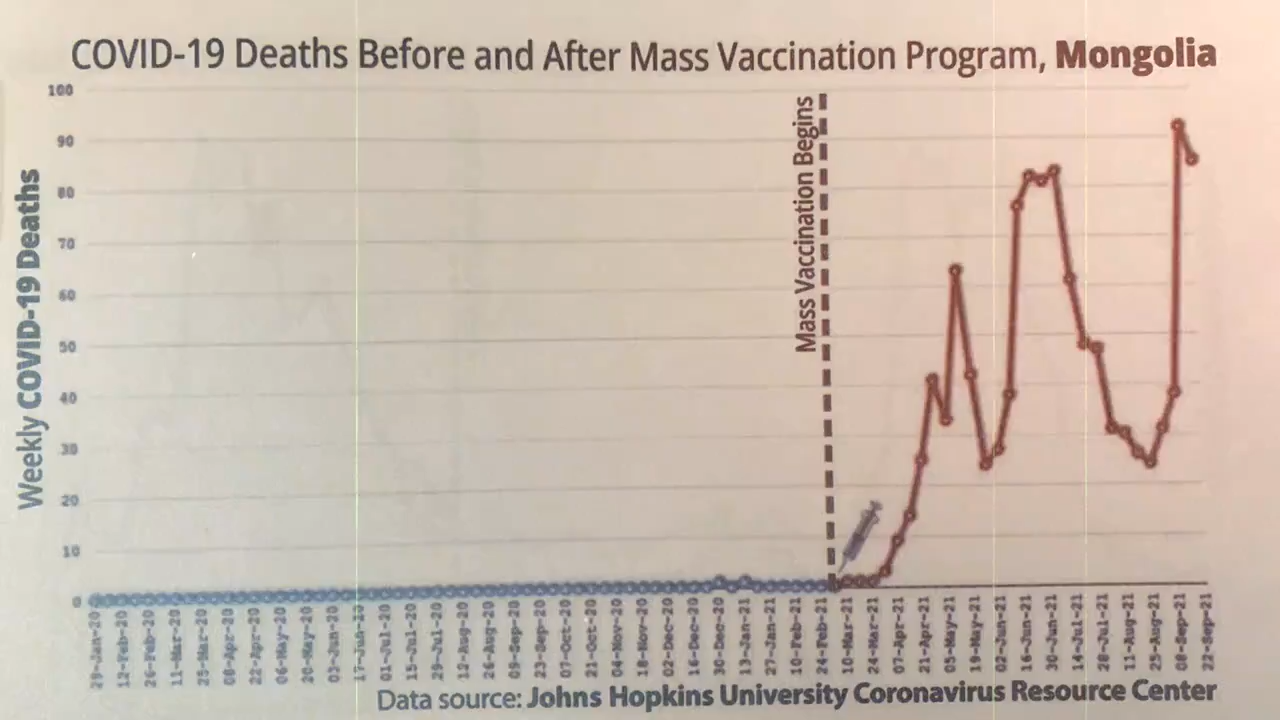 COVID-19 Deaths Before and After Mass Vaccination Program, Mongolia
Weekly COVID-19 Deaths
100
90
80
70
60
50
40
30
20
10
0
Mass Vaccination Begins
29-Jan-20
12-Feb-20
26-Feb-20
11-Mar-20
25-Mar-20
08-Apr-20
22-Apr-20
06-May-20
20-May-20
03-Jun-20
17-Jun-20
01-Jul-20
15-Jul-20
29-Jul-20
12-Aug-20
26-Aug-20
09-Sep-20
23-Sep-20
07-Oct-20
21-Oct-20
04-Nov-20
18-Nov-20
02-Dec-20
16-Dec-20
30-Dec-20
13-Jan-21
27-Jan-21
10-Feb-21
24-Feb-21
10-Mar-21
24-Mar-21
07-Apr-21
21-Apr-21
05-May-21
19-May-21
02-Jun-21
16-Jun-21
30-Jun-21
14-Jul-21
28-Jul-21
11-Aug-21
25-Aug-21
08-Sep-21
22-Sep-21
Data source: Johns Hopkins University Coronavirus Resource Center